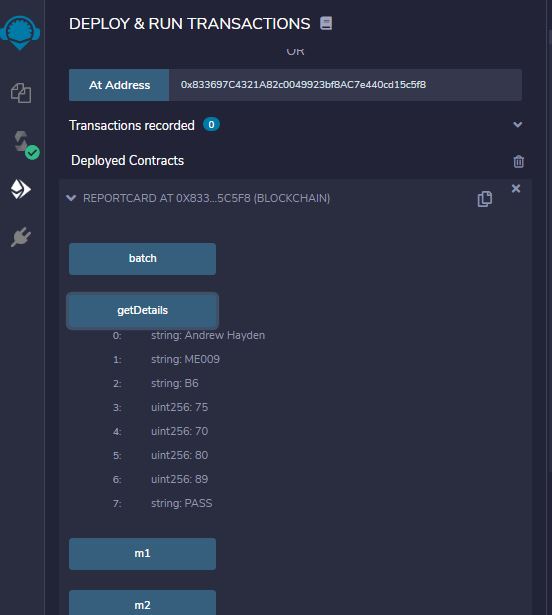 DEPLOY & RUN TRANSACTIONS
OR
At Address 0x833697C4321A82c0049923bf8AC7e440cd15c5f8
Transactions recorded 0
Deployed Contracts
REPORTCARD AT 0X833...5C5F8 (BLOCKCHAIN)
batch
getDetails
0: string: Andrew Hayden
1: string: ME009
2: string: B6
3: uint256: 75
4: uint256: 70
5: uint256: 80
6: uint256: 89
7: string: PASS
m1
m2